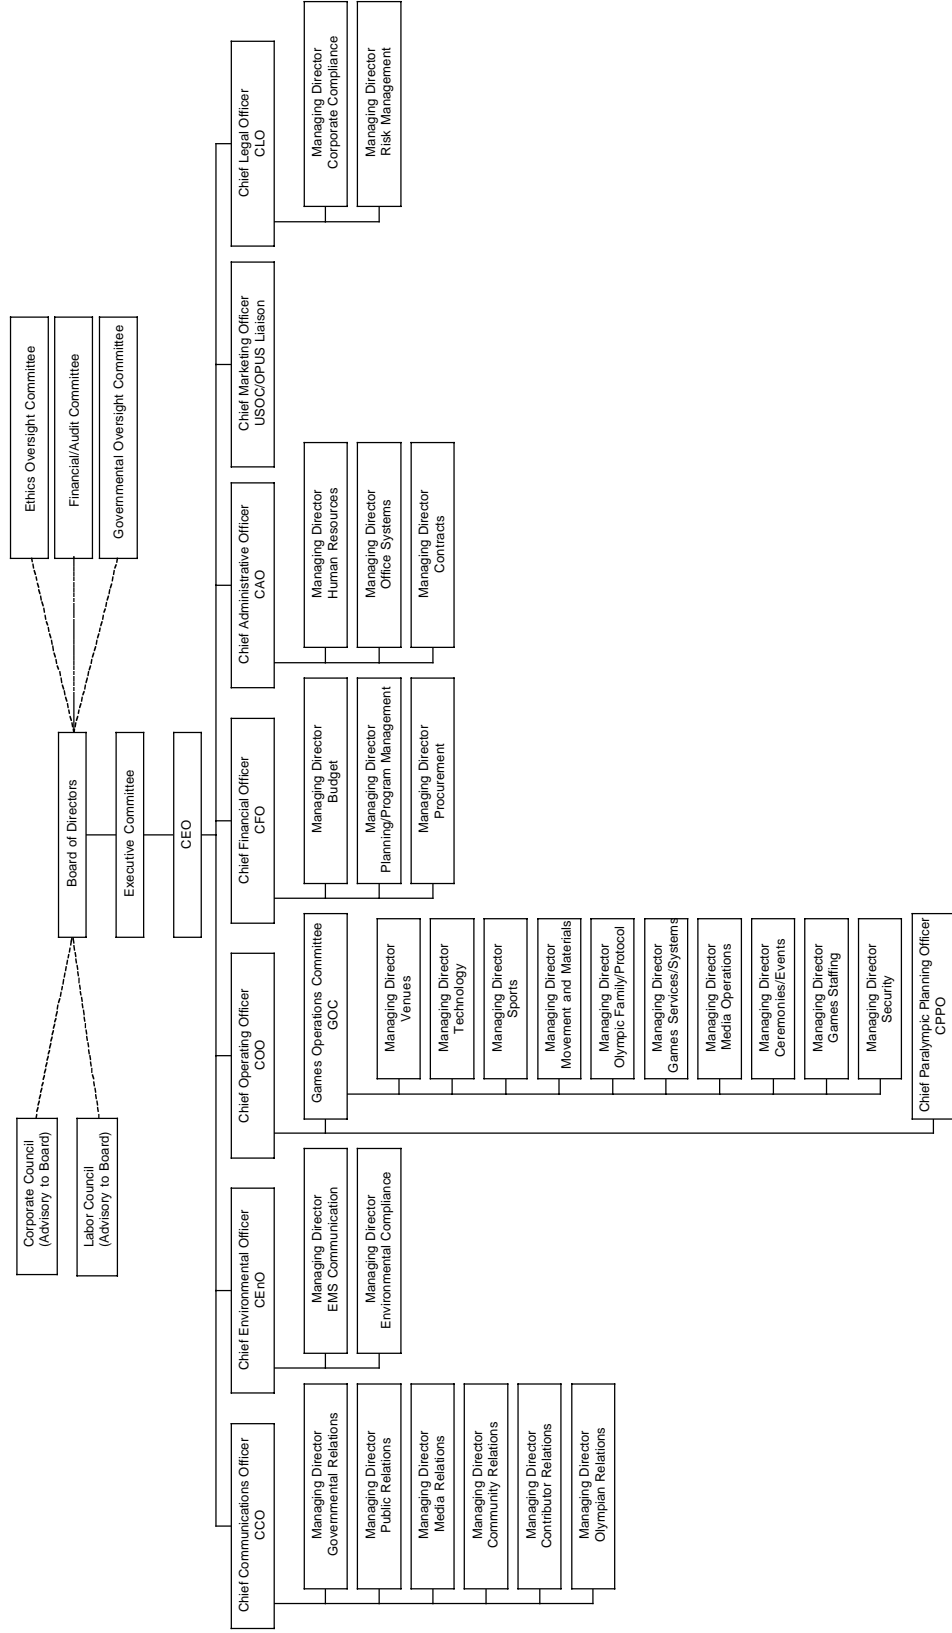 Corporate Council
(Advisory to Board)
Labor Council
(Advisory to Board)
Board of Directors
Ethics Oversight Committee
Financial/Audit Committee
Governmental Oversight Committee
Executive Committee
CEO
Chief Communications Officer
CCO
Managing Director
Governmental Relations
Managing Director
Public Relations
Managing Director
Media Relations
Managing Director
Community Relations
Managing Director
Contributor Relations
Managing Director
Olympian Relations
Chief Environmental Officer
CEnO
Managing Director
EMS Communication
Managing Director
Environmental Compliance
Chief Operating Officer
COO
Games Operations Committee
GOC
Managing Director
Venues
Managing Director
Technology
Managing Director
Sports
Managing Director
Movement and Materials
Managing Director
Olympic Family/Protocol
Managing Director
Games Services/Systems
Managing Director
Media Operations
Managing Director
Ceremonies/Events
Managing Director
Games Staffing
Managing Director
Security
Chief Paralympic Planning Officer
CPPO
Chief Financial Officer
CFO
Managing Director
Budget
Managing Director
Planning/Program Management
Managing Director
Procurement
Chief Administrative Officer
CAO
Managing Director
Human Resources
Managing Director
Office Systems
Managing Director
Contracts
Chief Marketing Officer
USOC/OPUS Liaison
Chief Legal Officer
CLO
Managing Director
Corporate Compliance
Managing Director
Risk Management